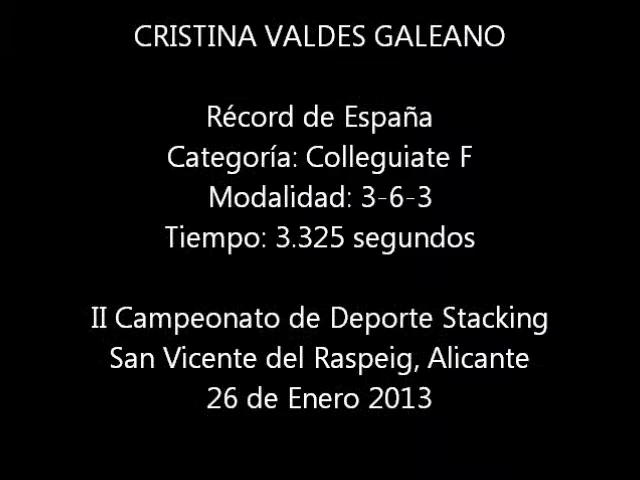 CRISTINA VALDES GALEANO
Récord de España
Categoría: Colleguiate F
Modalidad: 3-6-3
Tiempo: 3.325 segundos
II Campeonato de Deporte Stacking
San Vicente del Raspeig, Alicante
26 de Enero 2013